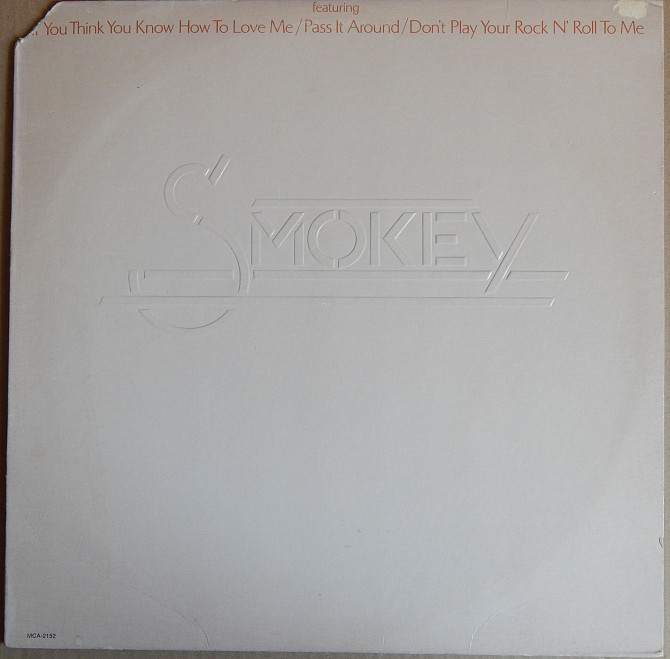 featuring
You Think You Know How To Love Me/Pass It Around/Don't Play Your Rock N' Roll To Me
SMOKEY
MCA-2152